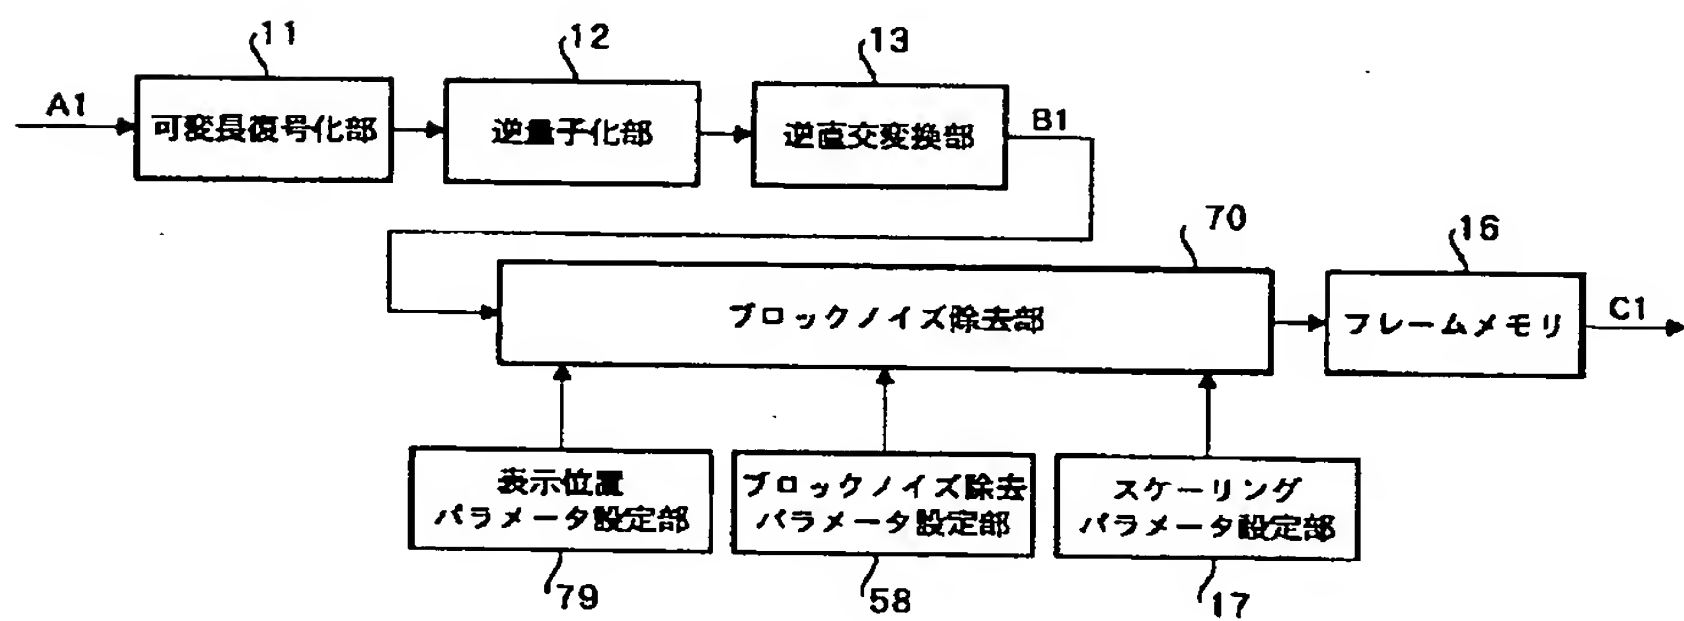 11
12
13
A1
可変長復号化部
逆量子化部
逆直交変換部
B1
70
16
ブロックノイズ除去部
フレームメモリ
C1
表示位置
パラメータ設定部
ブロックノイズ除去
パラメータ設定部
スケーリング
パラメータ設定部
79
58
17